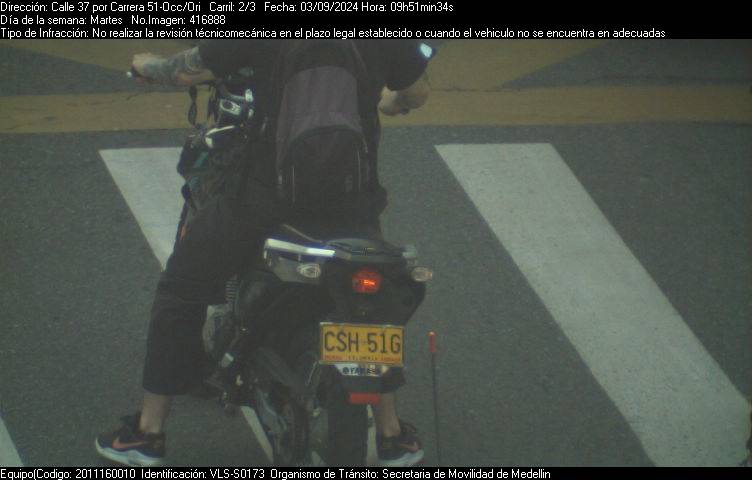 Dirección: Calle 37 por Carrera 51-Occ/Ori   Carril: 2/3   Fecha: 03/09/2024 Hora: 09h51min34s
Día de la semana: Martes   No.Imagen: 416888
Tipo de Infracción: No realizar la revisión técnicomecánica en el plazo legal establecido o cuando el vehiculo no se encuentra en adecuadas
CSH 51G
Equipo(Codigo: 2011160010  Identificación: VLS-S0173  Organismo de Tránsito: Secretaria de Movilidad de Medellin